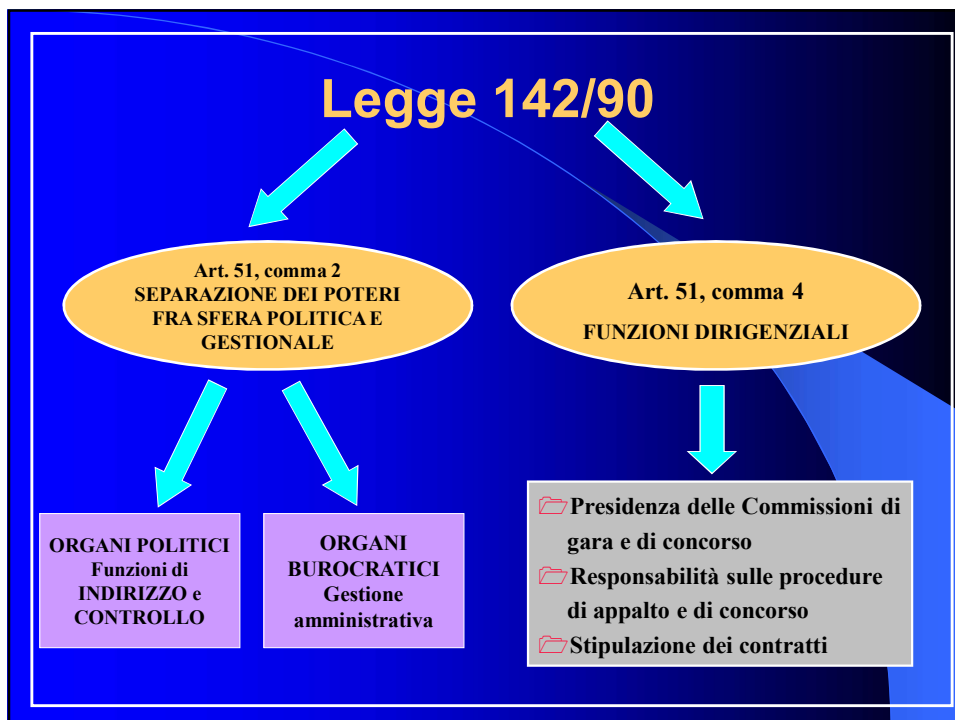 Legge 142/90
Art. 51, comma 2
SEPARAZIONE DEI POTERI
FRA SFERA POLITICA E
GESTIONALE
Art. 51, comma 4
FUNZIONI DIRIGENZIALI
ORGANI POLITICI
Funzioni di
INDIRIZZO e
CONTROLLO
ORGANI
BUROCRATICI
Gestione
amministrativa
Presidenza delle Commissioni di
gara e di concorso
Responsabilità sulle procedure
di appalto e di concorso
Stipulazione dei contratti